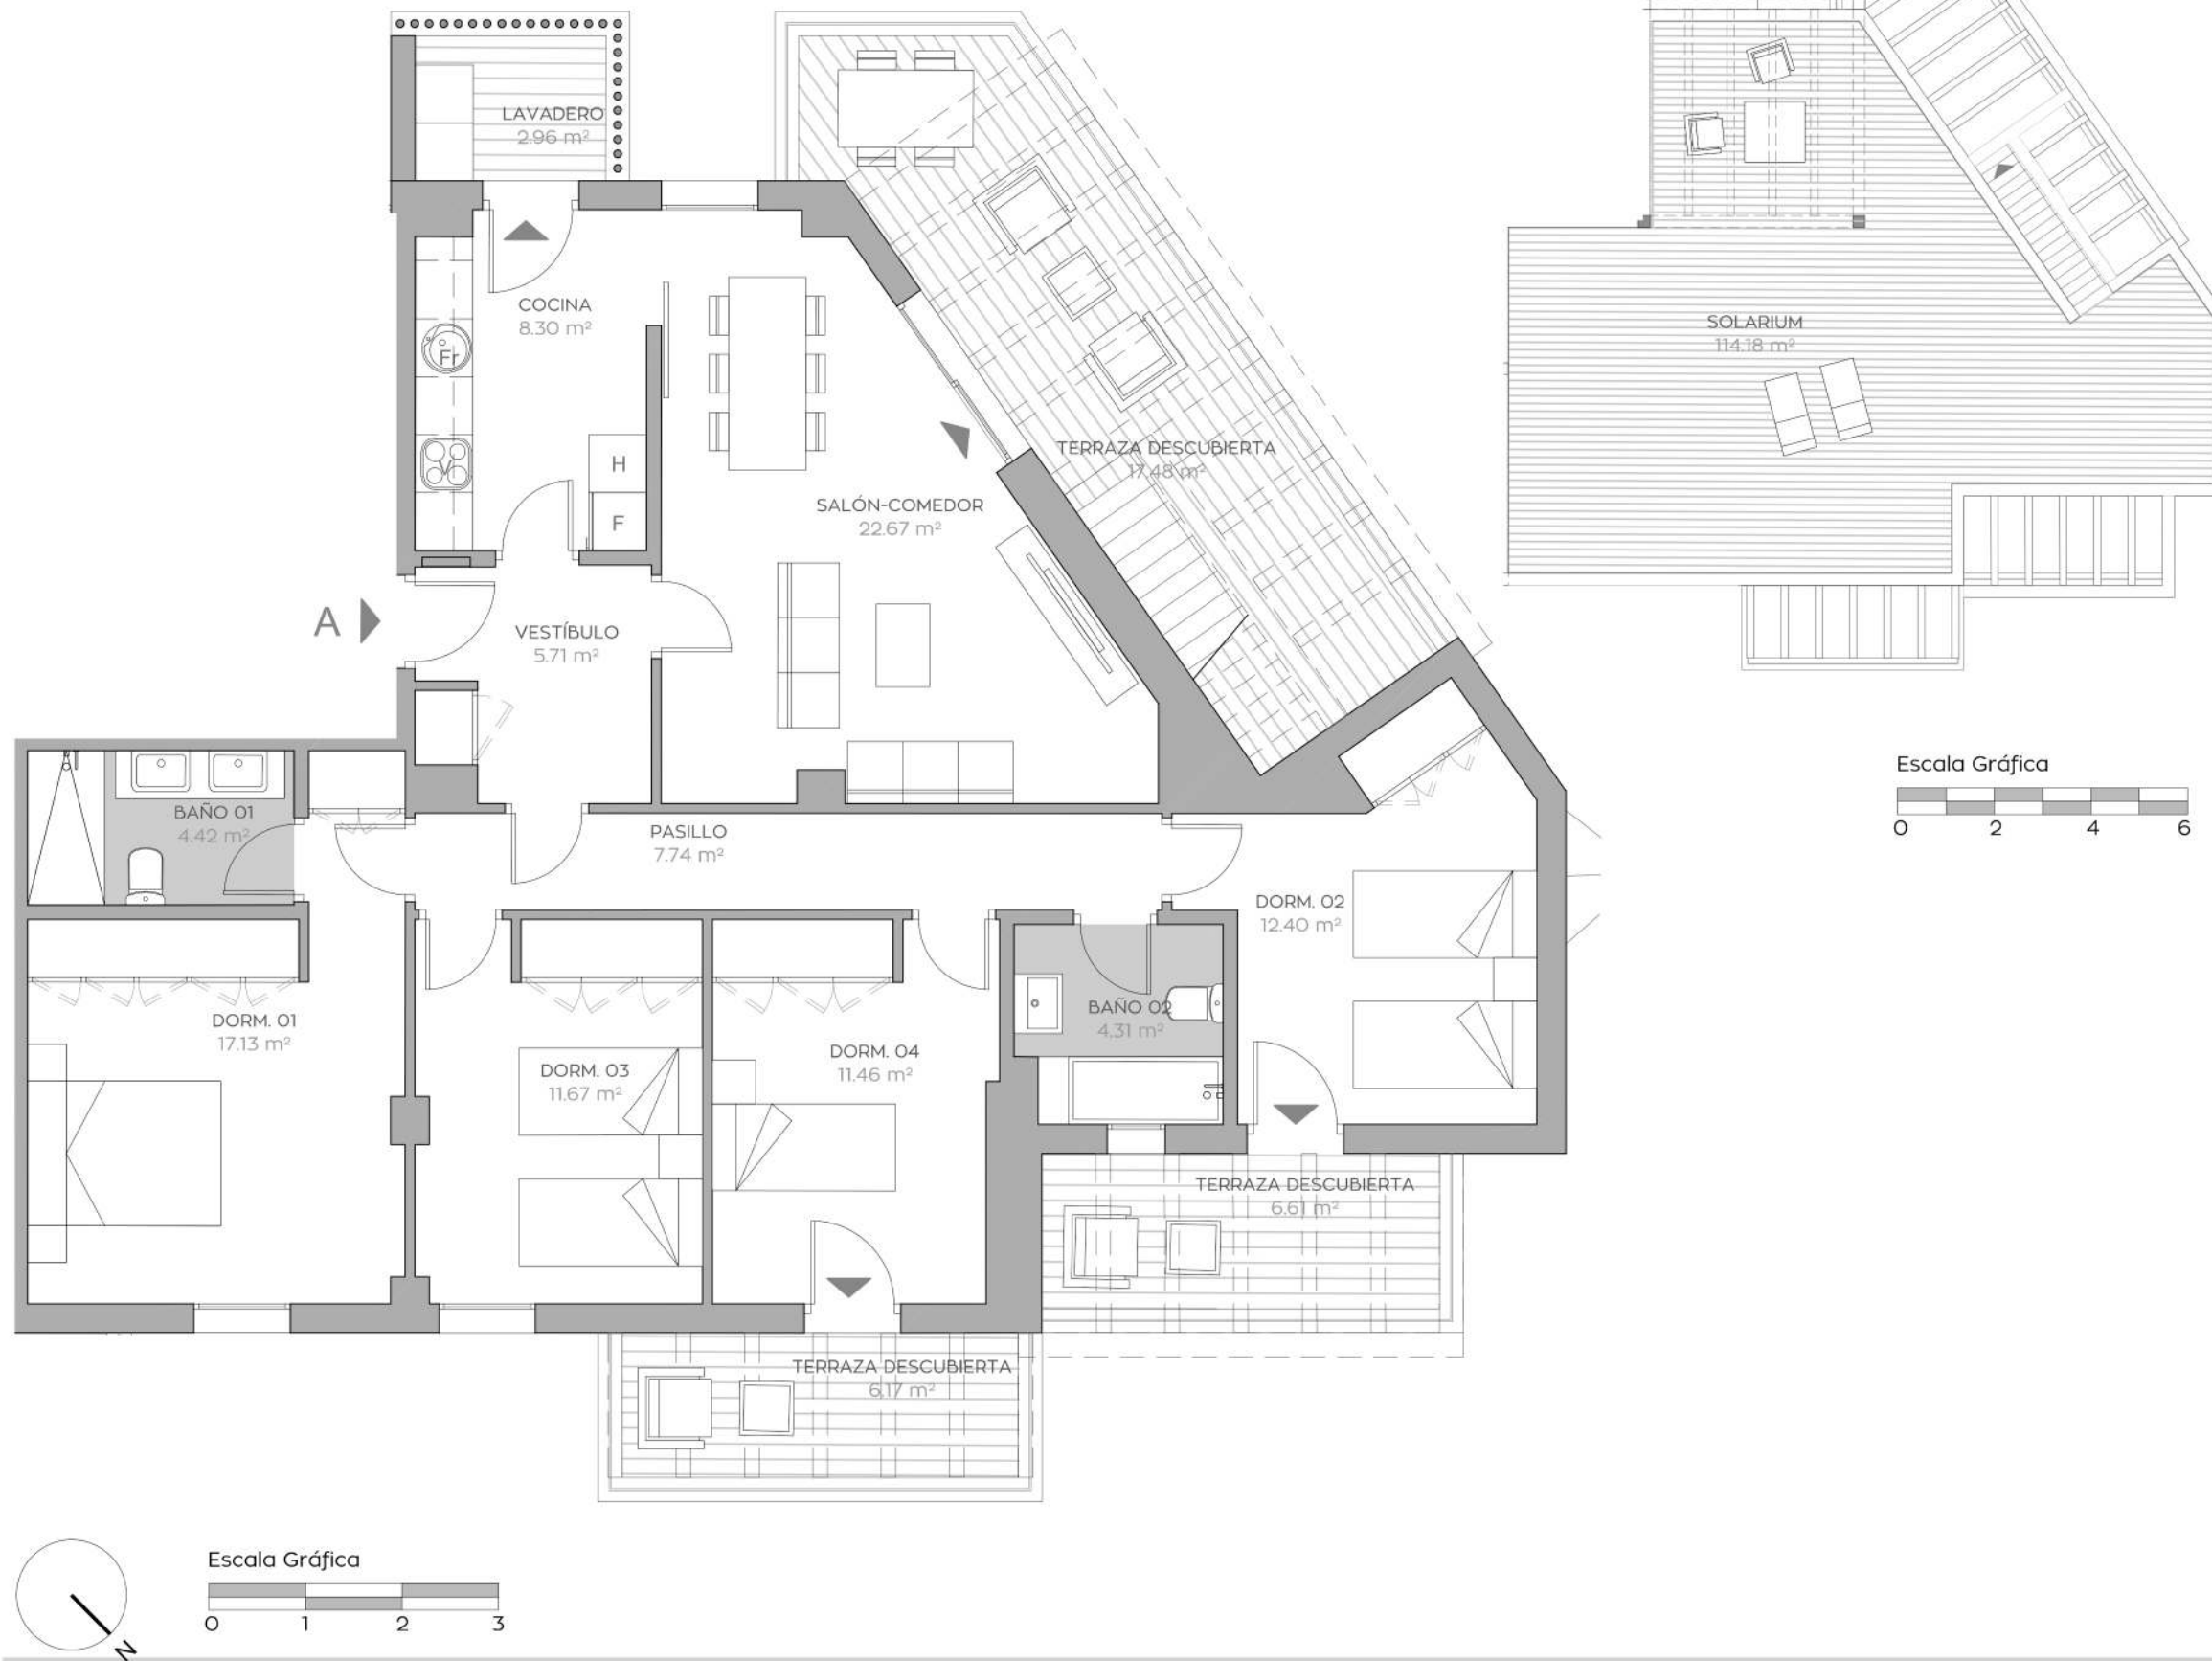 LAVADERO
2.96 m²
COCINA
8.30 m²
Fr
V
H
F
SALÓN-COMEDOR
22.67 m²
TERRAZA DESCUBIERTA
17.48 m²
SOLARIUM
114.18 m²
A
VESTÍBULO
5.71 m²
Escala Gráfica
0 2 4 6
BAÑO 01
4.42 m²
PASILLO
7.74 m²
DORM. 02
12.40 m²
DORM. 01
17.13 m²
DORM. 03
11.67 m²
DORM. 04
11.46 m²
BAÑO 02
4.31 m²
TERRAZA DESCUBIERTA
6.61 m²
TERRAZA DESCUBIERTA
6.17 m²
Escala Gráfica
0 1 2 3
N